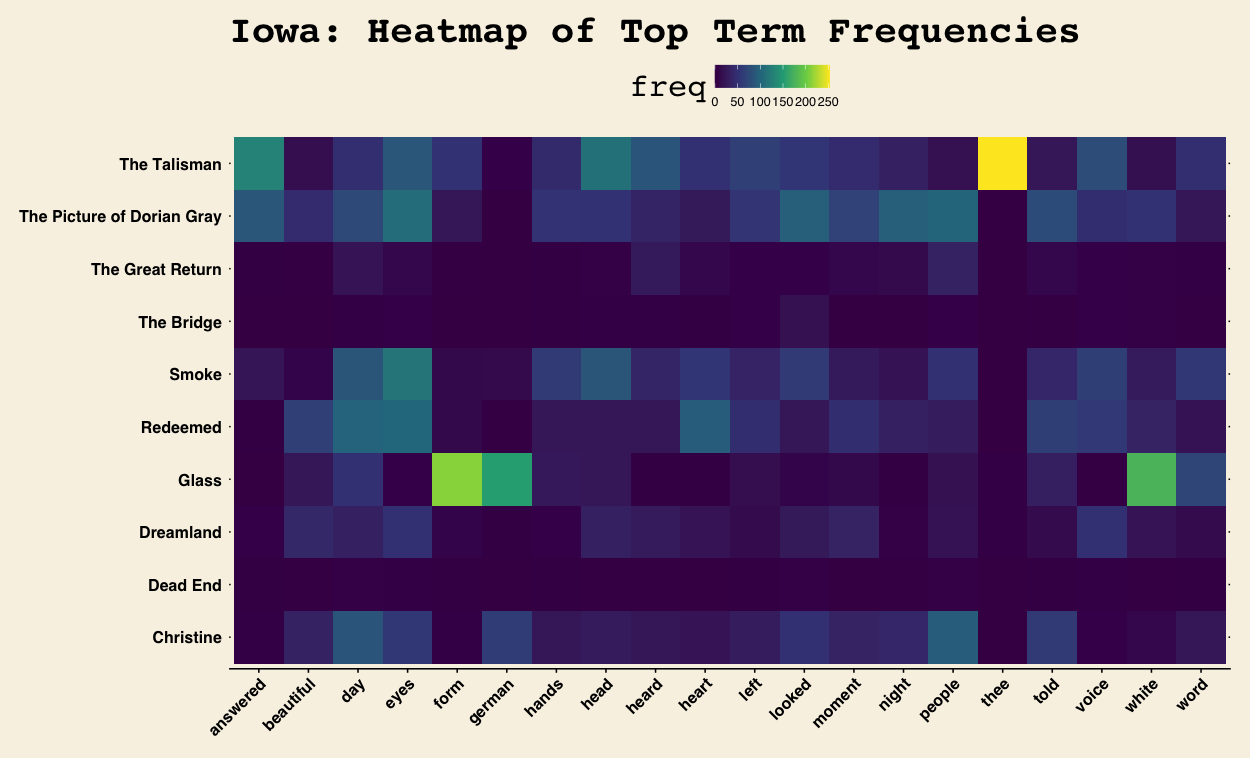 Iowa: Heatmap of Top Term Frequencies
freq
0 50 100 150 200 250
The Talisman
The Picture of Dorian Gray
The Great Return
The Bridge
Smoke
Redeemed
Glass
Dreamland
Dead End
Christine
answered beautiful day eyes form german hands head heard heart left looked moment night people thee told voice white word